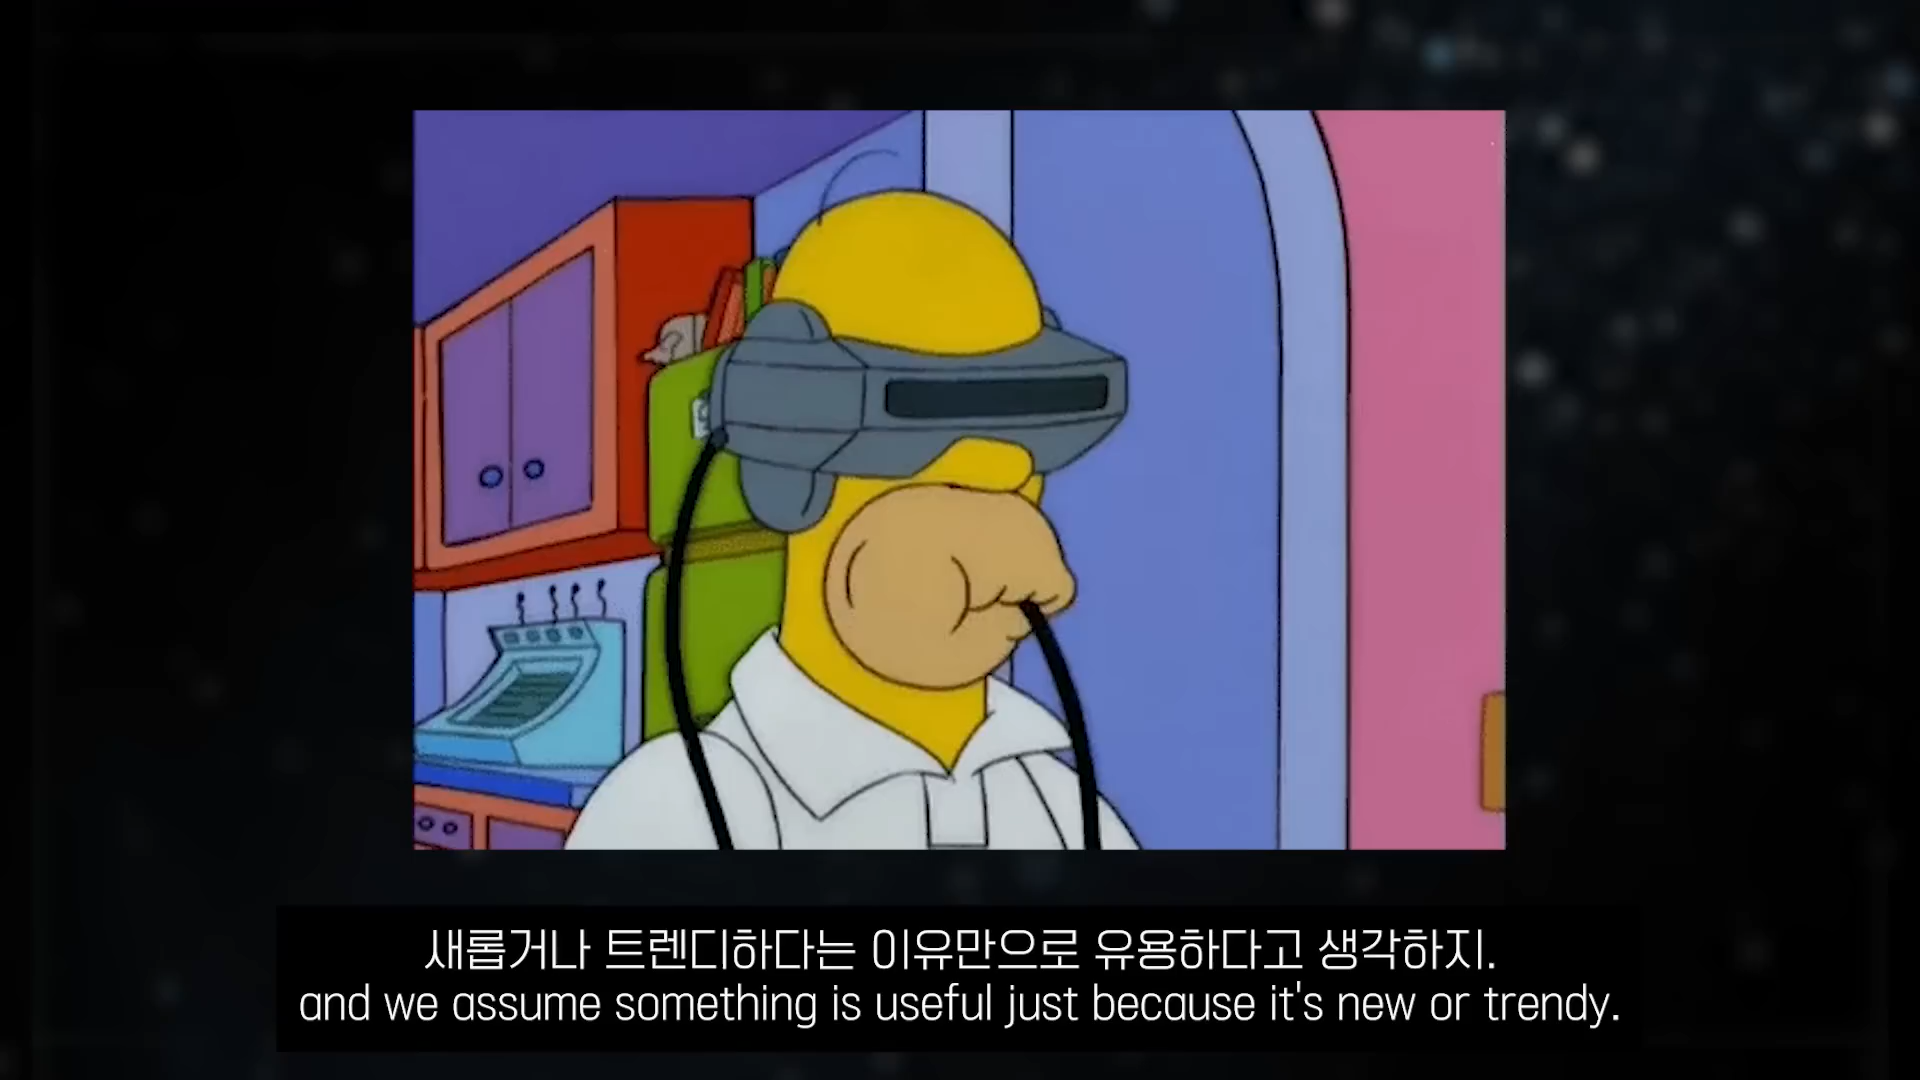 새롭거나 트렌디하다는 이유만으로 유용하다고 생각하지.
and we assume something is useful just because it's new or trendy.